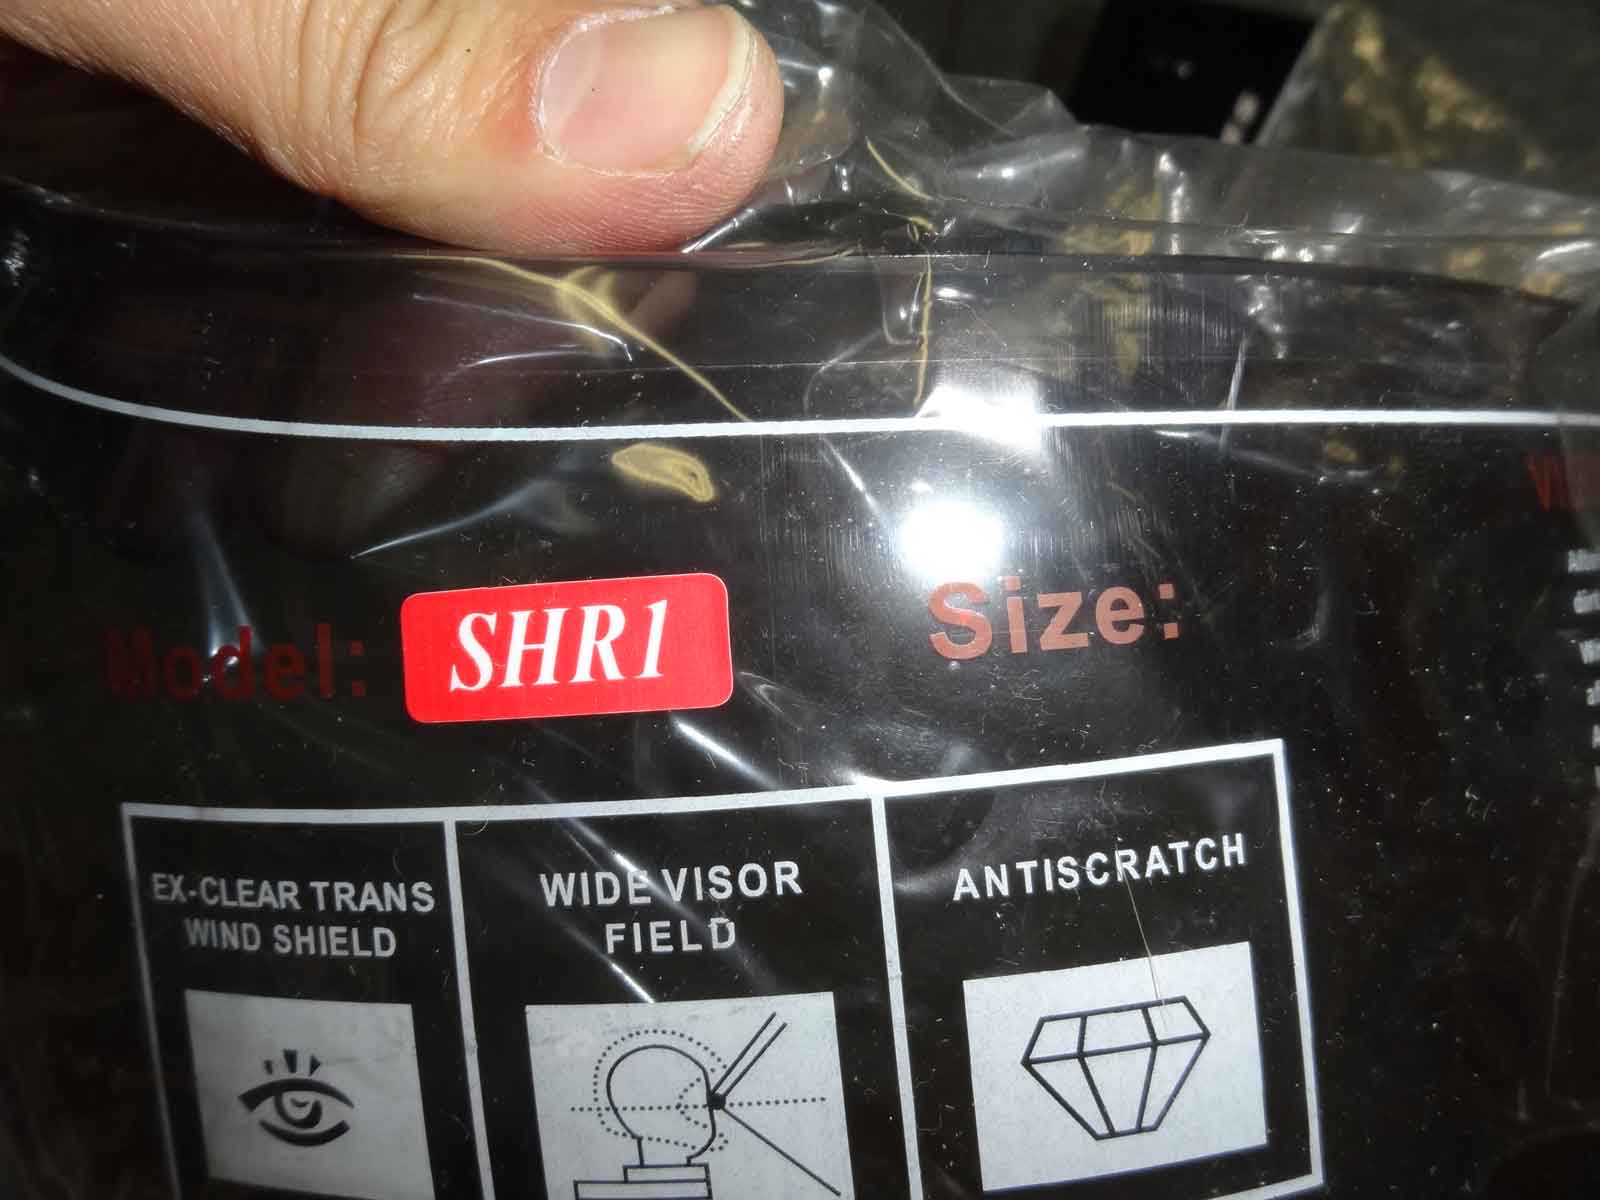 Model: SHR1 Size:
EX-CLEAR TRANS
WIND SHIELD
WIDE VISOR
FIELD
ANTISCRATCH